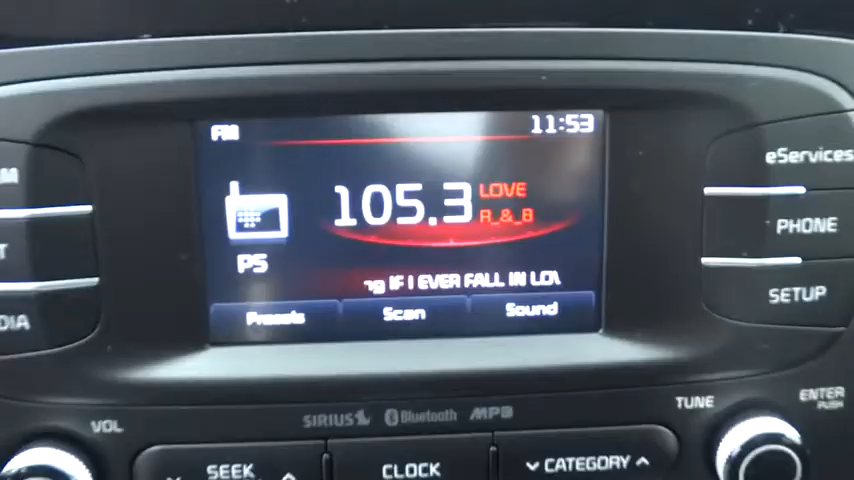 FM
11:53
105.3
LOVE
R_&_B
P5
IF I EVER FALL IN
Presets
Scan
Sound
eServices
PHONE
SETUP
VOL
SIRIUS
Bluetooth
MP3
TUNE
ENTER
PUSH
SEEK
CLOCK
CATEGORY